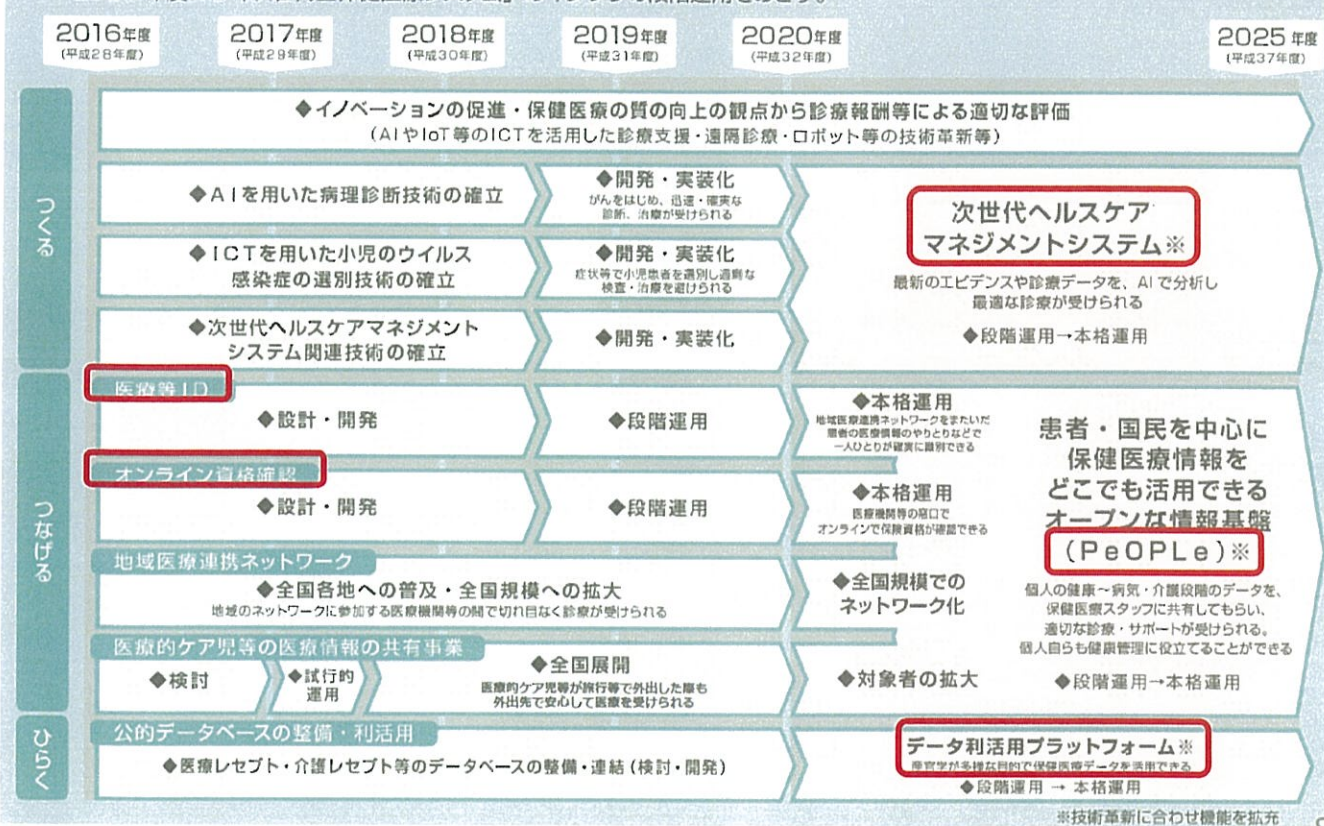 2016年度
(平成28年度)
2017年度
(平成29年度)
2018年度
(平成30年度)
2019年度
(平成31年度)
2020年度
(平成32年度)
2025年度
(平成37年度)
つくる
◆イノベーションの促進・保健医療の質の向上の観点から診療報酬等による適切な評価
(AIやIoT等のICTを活用した診療支援・遠隔診療・ロボット等の技術革新等)
◆AIを用いた病理診断技術の確立
◆開発・実装化
がんをはじめ、迅速・確実な
診断、治療が受けられる
◆ICTを用いた小児のウイルス
感染症の選別技術の確立
◆開発・実装化
症状等で小児患者を選別し過剰な
検査・治療を避けられる
◆次世代ヘルスケアマネジメント
システム関連技術の確立
◆開発・実装化
次世代ヘルスケア
マネジメントシステム※
最新のエビデンスや診療データを、AIで分析し
最適な診療が受けられる
◆段階運用→本格運用
つなげる
医療等ID
◆設計・開発
◆段階運用
◆本格運用
地域医療連携ネットワークをまたいだ
患者の医療情報のやりとりなどで
一人ひとりが確実に識別できる
オンライン資格確認
◆設計・開発
◆段階運用
◆本格運用
医療機関等の窓口で
オンラインで保険資格が確認できる
地域医療連携ネットワーク
◆全国各地への普及・全国規模への拡大
地域のネットワークに参加する医療機関等の間で切れ目なく診療が受けられる
◆全国規模での
ネットワーク化
医療的ケア児等の医療情報の共有事業
◆検討
◆試行的
運用
◆全国展開
医療的ケア児等が旅行等で外出した際も
外出先で安心して医療を受けられる
◆対象者の拡大
患者・国民を中心に
保健医療情報を
どこでも活用できる
オープンな情報基盤
(PeOPLe)※
個人の健康～病気・介護段階のデータを、
保健医療スタッフに共有してもらい、
適切な診療・サポートが受けられる。
個人自らも健康管理に役立てることができる
◆段階運用→本格運用
ひらく
公的データベースの整備・利活用
◆医療レセプト・介護レセプト等のデータベースの整備・連結(検討・開発)
データ利活用プラットフォーム※
産官学が多様な目的で保健医療データを活用できる
◆段階運用 → 本格運用
※技術革新に合わせ機能を拡充